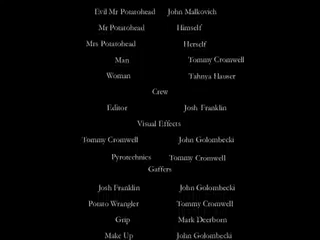 Evil Mr Potatohead John Malkovich
Mr Potatohead Himself
Mrs Potatohead Herself
Man Tommy Cromwell
Woman Tahnya Hauser
Crew
Editor Josh Franklin
Visual Effects
Tommy Cromwell John Golombecki
Pyrotechnics Tommy Cromwell
Gaffers
Josh Franklin John Golombecki
Potato Wrangler Tommy Cromwell
Grip Mark Deerborn
Make Up John Golombecki